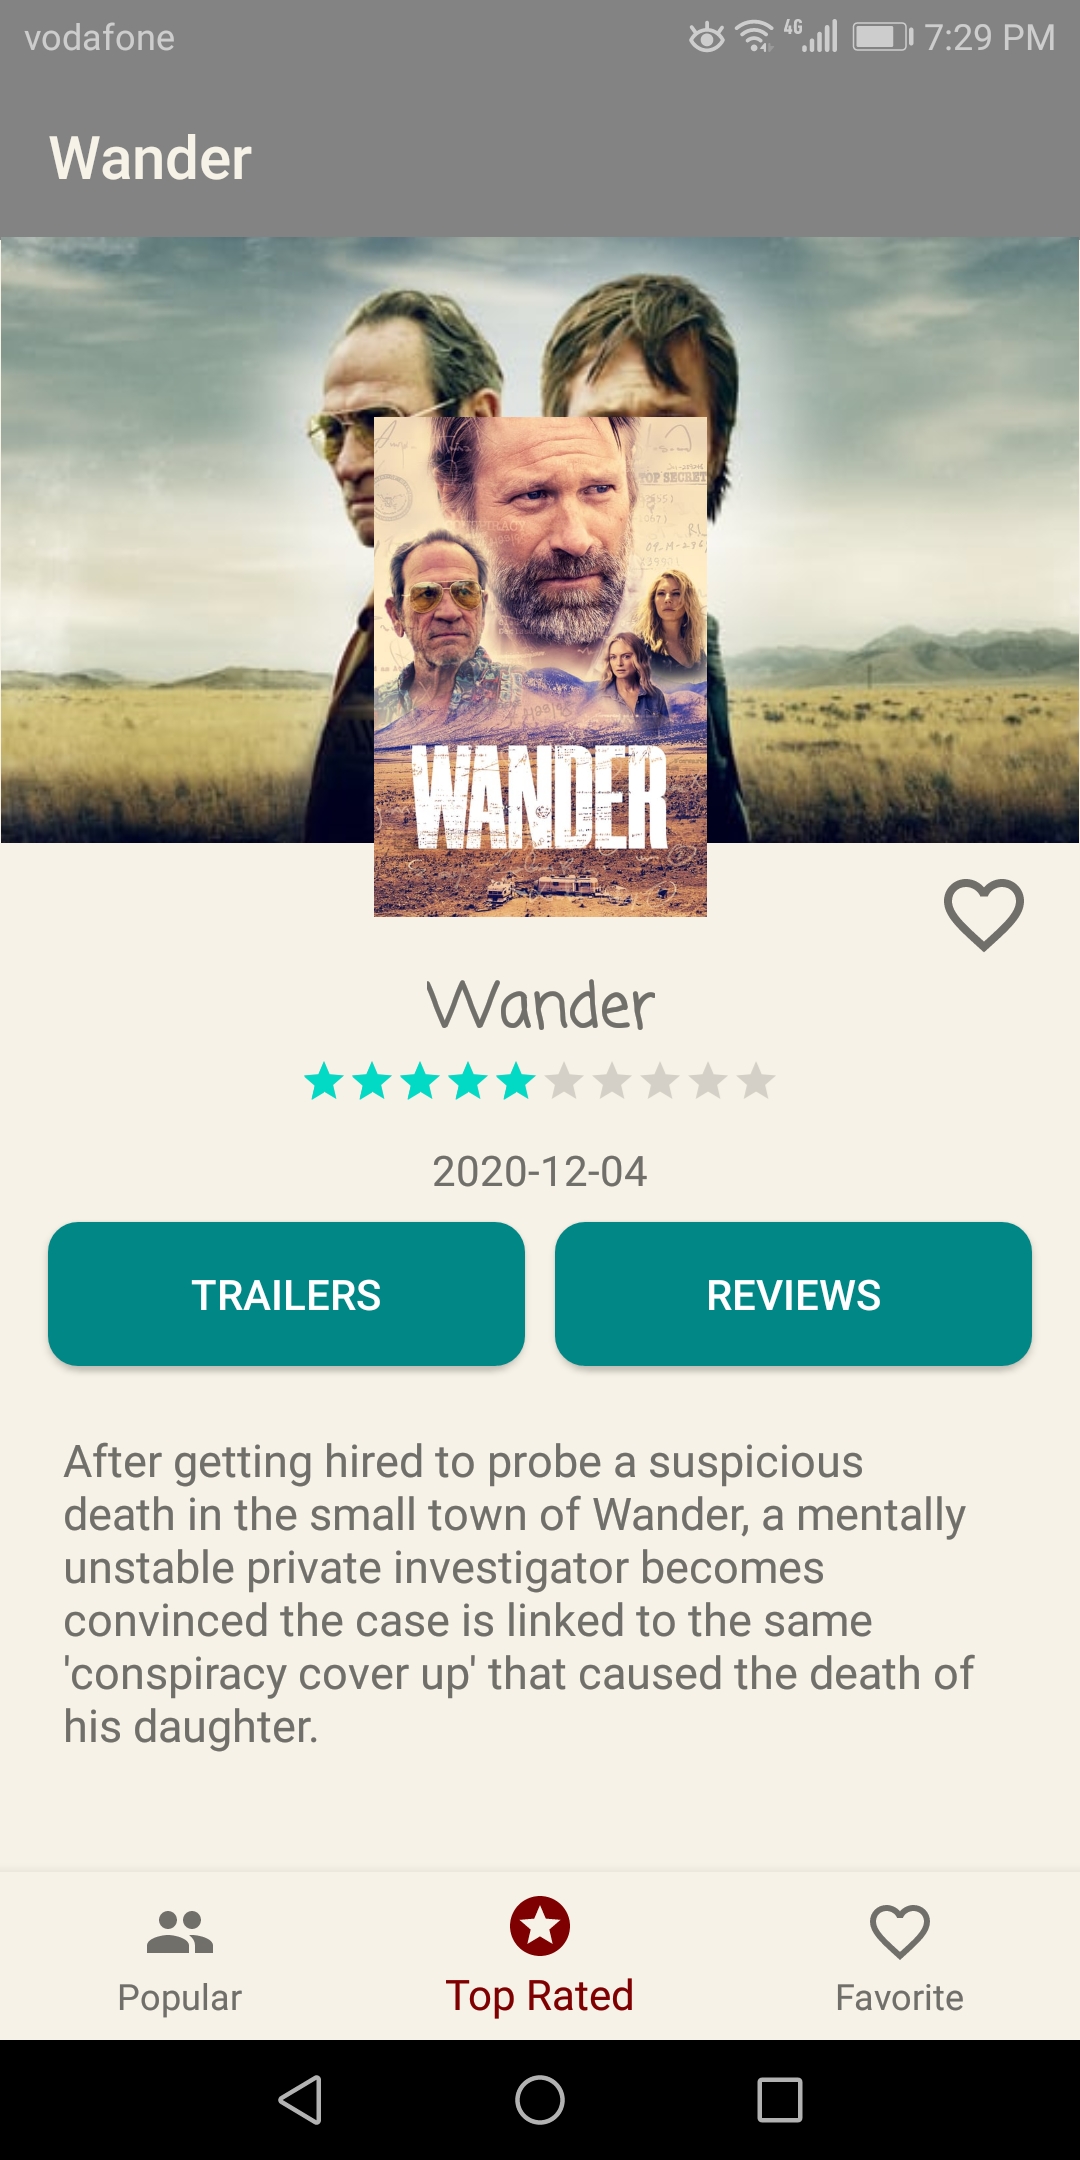 vodafone
4G
7:29 PM
Wander
TOP SECRET
CONSPIRACY
WANDER
Wander
2020-12-04
TRAILERS
REVIEWS
After getting hired to probe a suspicious
death in the small town of Wander, a mentally
unstable private investigator becomes
convinced the case is linked to the same
'conspiracy cover up' that caused the death of
his daughter.
Popular
Top Rated
Favorite